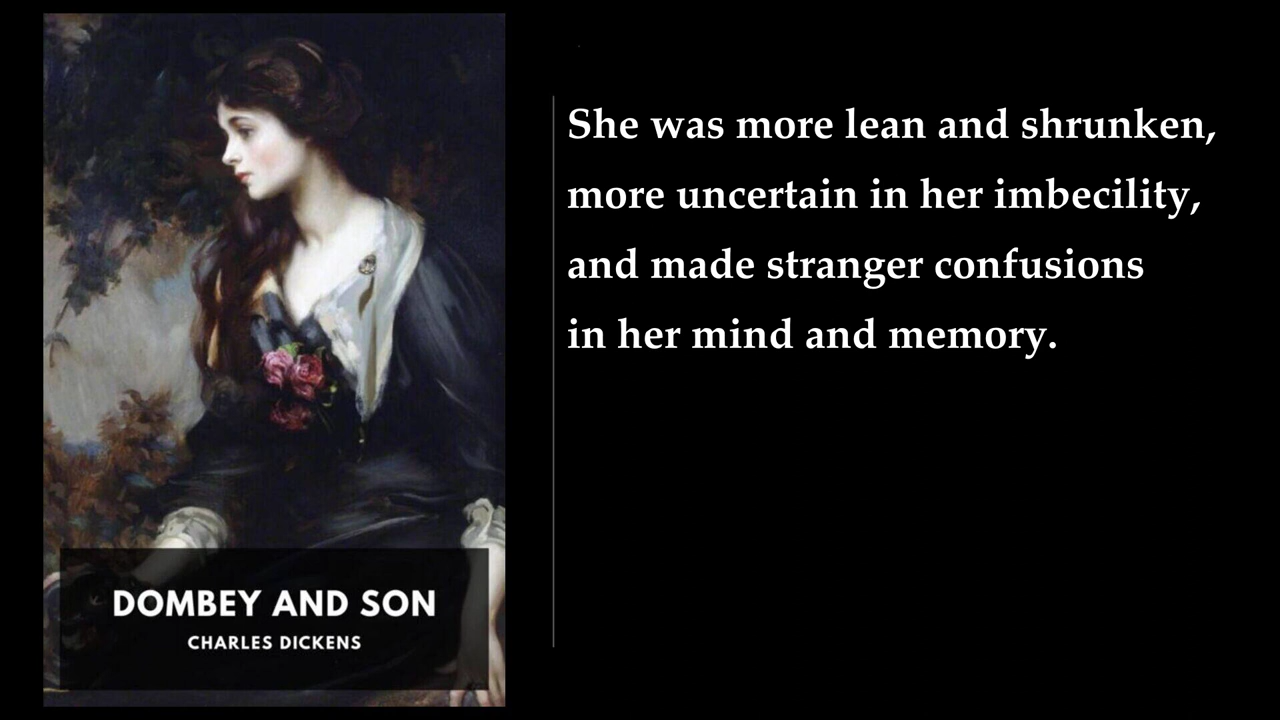 She was more lean and shrunken,
more uncertain in her imbecility,
and made stranger confusions
in her mind and memory.
DOMBEY AND SON
CHARLES DICKENS